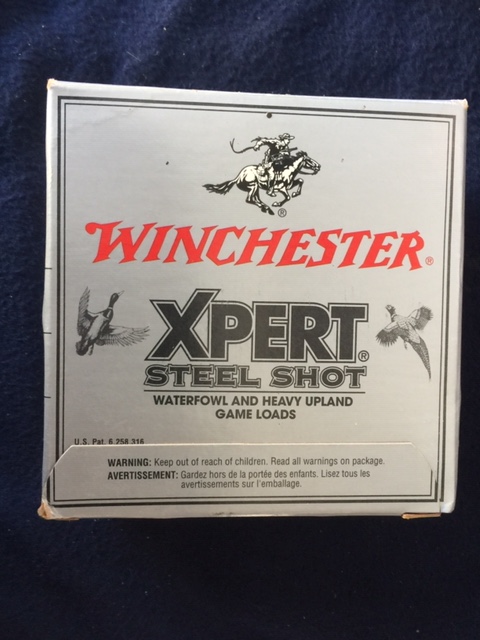 ®
WINCHESTER®
XPERT®
STEEL SHOT
WATERFOWL AND HEAVY UPLAND
GAME LOADS
U.S. Pat. 6,258,316
WARNING: Keep out of reach of children. Read all warnings on package.
AVERTISSEMENT: Gardez hors de la portée des enfants. Lisez tous les
avertissements sur l'emballage.